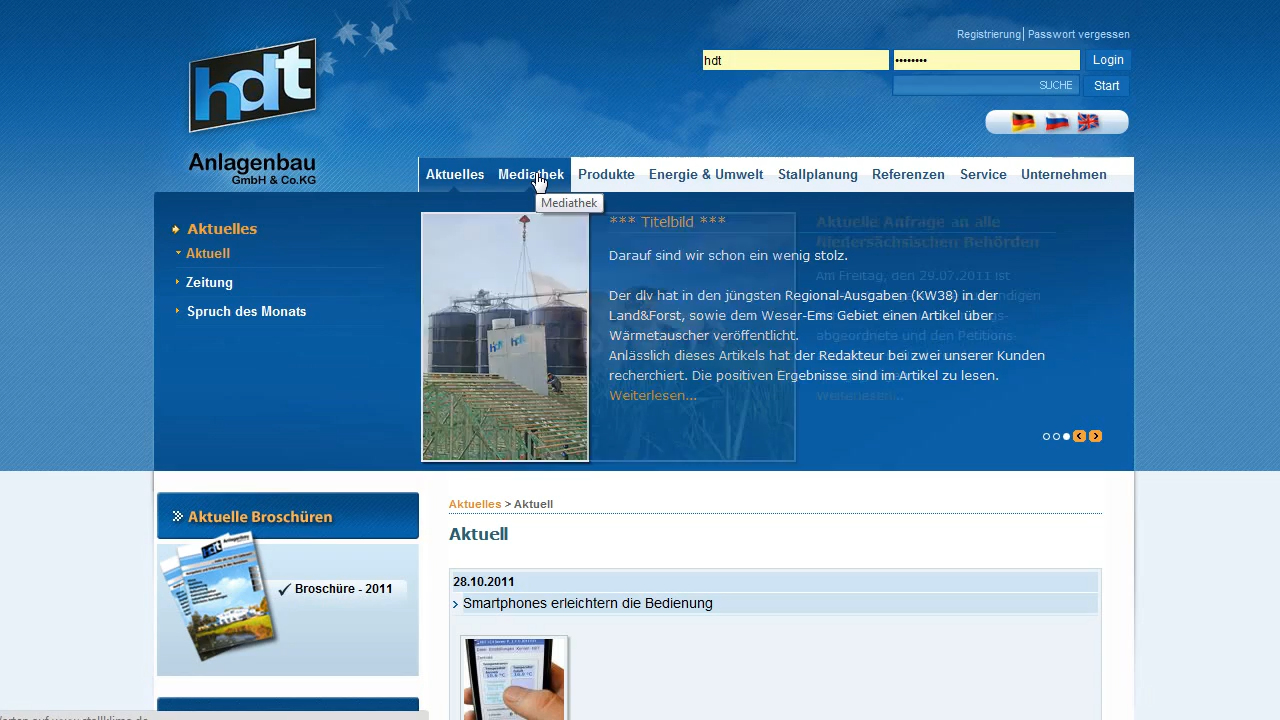 Registrierung | Passwort vergessen
hdt
Login
SUCHE
Start
hdt
Anlagenbau
GmbH & Co.KG
Aktuelles Mediathek Produkte Energie & Umwelt Stallplanung Referenzen Service Unternehmen
Mediathek
Aktuelles
Aktuell
Zeitung
Spruch des Monats
*** Titelbild ***
Darauf sind wir schon ein wenig stolz.
Der dlv hat in den jüngsten Regional-Ausgaben (KW38) in der
Land&Forst, sowie dem Weser-Ems Gebiet einen Artikel über
Wärmetauscher veröffentlicht.
Anlässlich dieses Artikels hat der Redakteur bei zwei unserer Kunden
recherchiert. Die positiven Ergebnisse sind im Artikel zu lesen.
Weiterlesen...
Aktuelle Anfrage an alle
Niedersächsischen Behörden
Am Freitag, den 29.07.2011 ist
abgeordnete und den Petitions-
Weiterlesen...
Aktuelle Broschüren
Broschüre - 2011
Aktuelles > Aktuell
Aktuell
28.10.2011
Smartphones erleichtern die Bedienung